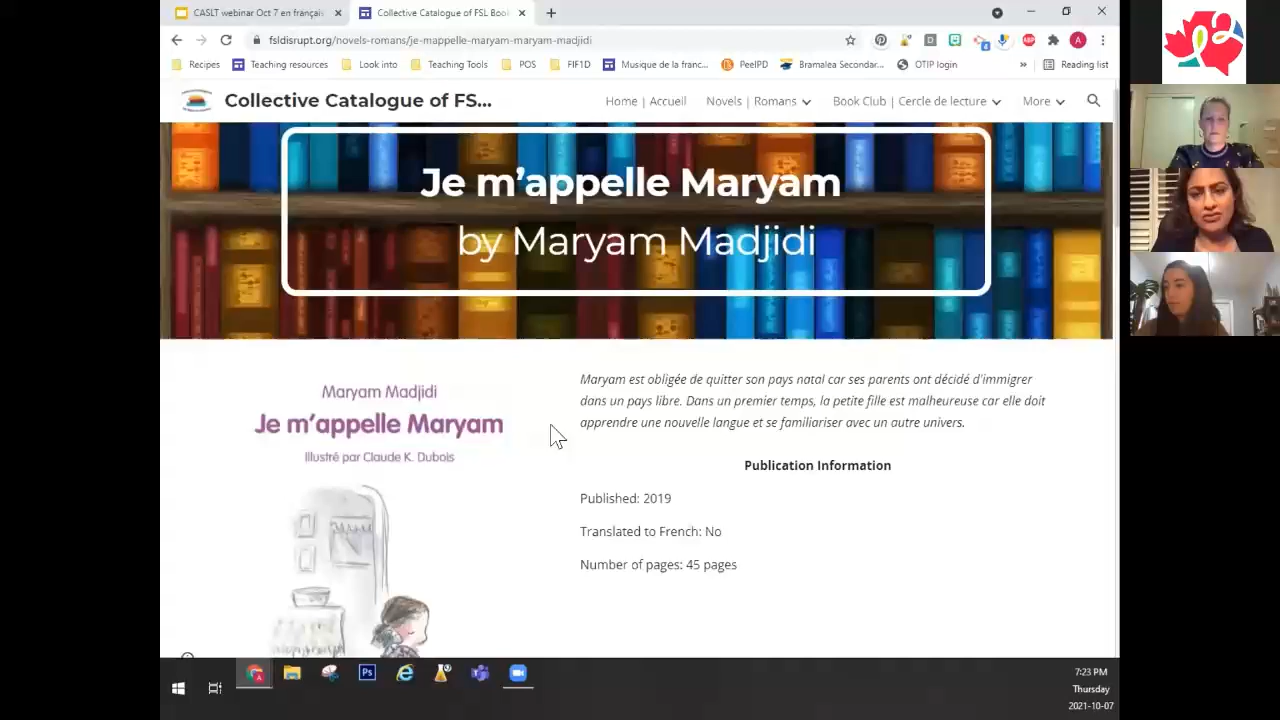 CASLT webinar Oct 7 en françai
Collective Catalogue of FSL Boo
fsldisrupt.org/novels-romans/je-mappelle-maryam-maryam-madjidi
Recipes
Teaching resources
Look into
Teaching Tools
POS
FIF1D
Musique de la franc...
PeelPD
Bramalea Secondar...
OTIP login
Reading list
Collective Catalogue of FS...
Home | Accueil
Novels | Romans
Book Club | Cercle de lecture
More
Je m'appelle Maryam
by Maryam Madjidi
Maryam Madjidi
Je m'appelle Maryam
Illustré par Claude K. Dubois
Maryam est obligée de quitter son pays natal car ses parents ont décidé d'immigrer
dans un pays libre. Dans un premier temps, la petite fille est malheureuse car elle doit
apprendre une nouvelle langue et se familiariser avec un autre univers.
Publication Information
Published: 2019
Translated to French: No
Number of pages: 45 pages
7:23 PM
Thursday
2021-10-07